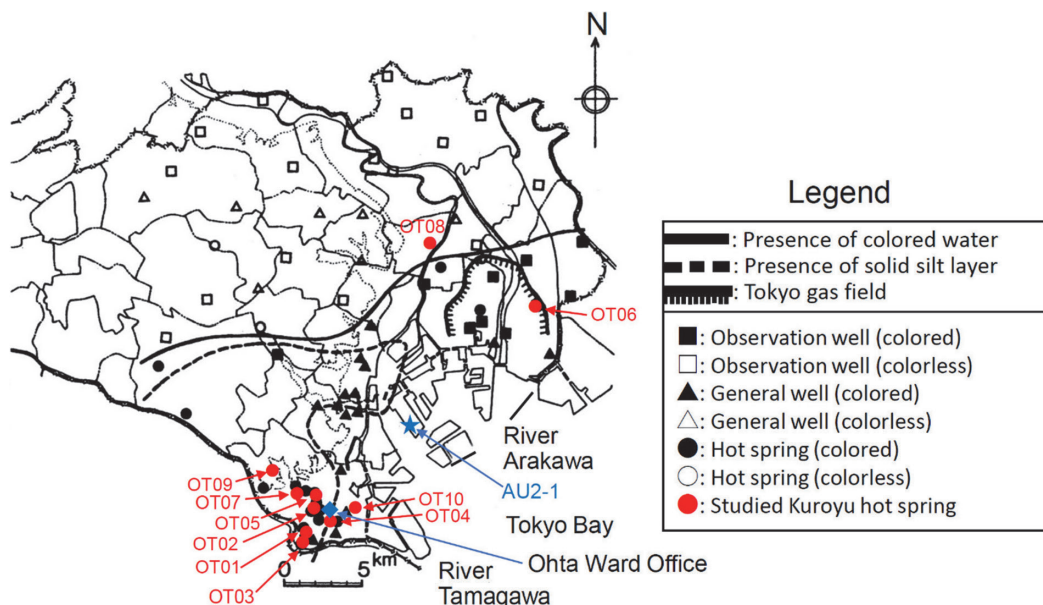 N
OT08
OT06
River
Arakawa
AU2-1
OT09
OT07
OT05
OT02
OT01
OT03
OT10
OT04
Tokyo Bay
Ohta Ward Office
0 5 km
River
Tamagawa
Legend
: Presence of colored water
: Presence of solid silt layer
: Tokyo gas field
: Observation well (colored)
: Observation well (colorless)
: General well (colored)
: General well (colorless)
: Hot spring (colored)
: Hot spring (colorless)
: Studied Kuroyu hot spring